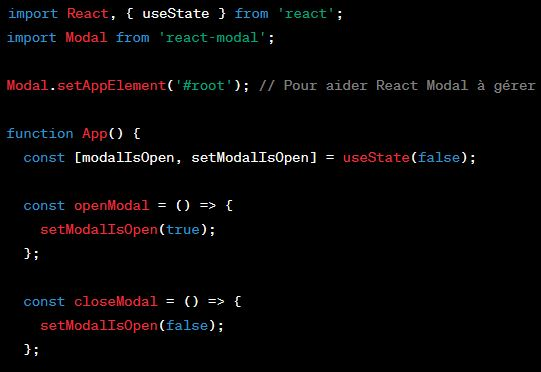 import React, { useState } from 'react';
import Modal from 'react-modal';
Modal.setAppElement('#root'); // Pour aider React Modal à gérer
function App() {
const [modalIsOpen, setModalIsOpen] = useState(false);
const openModal = () => {
setModalIsOpen(true);
};
const closeModal = () => {
setModalIsOpen(false);
};